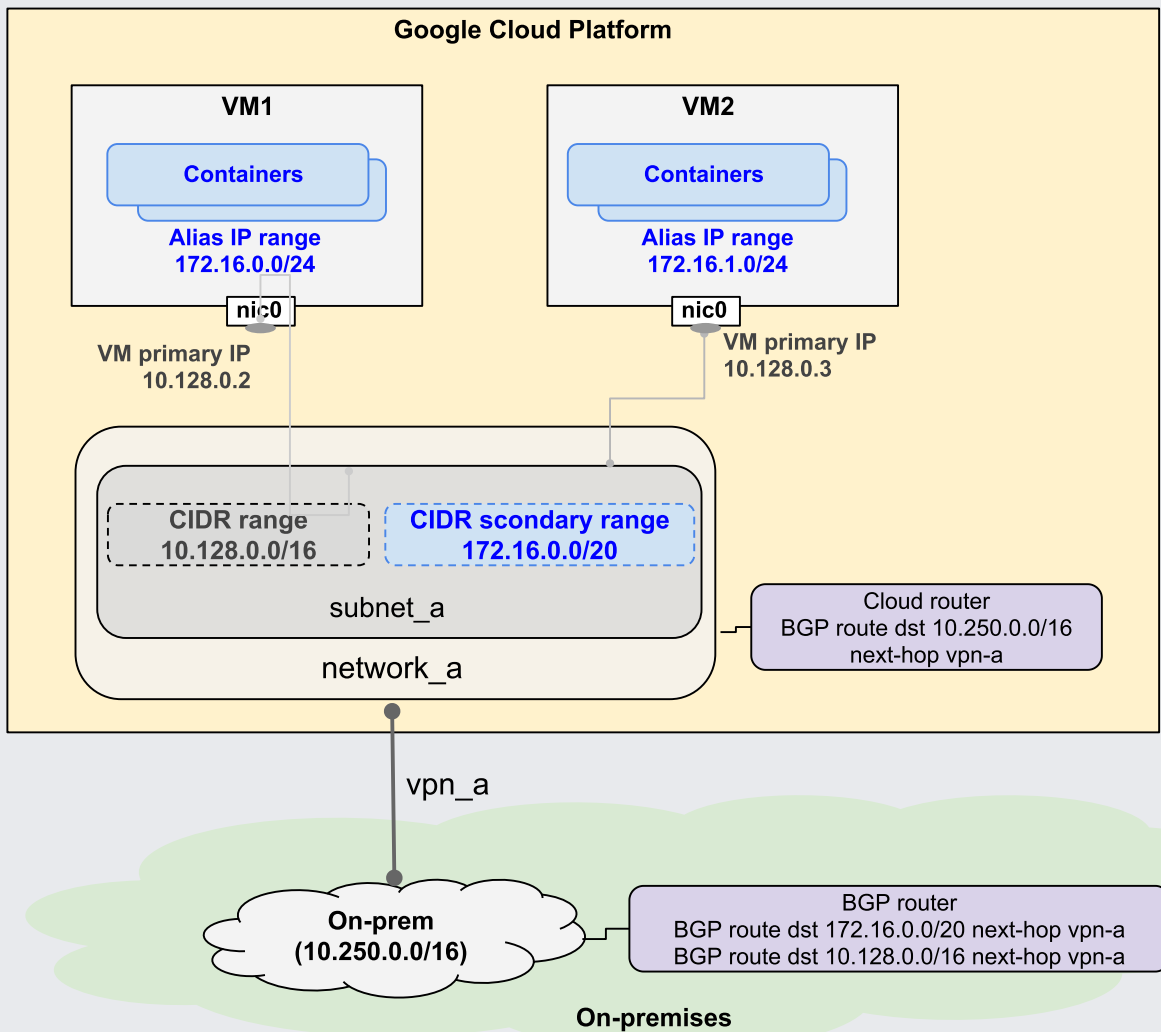 Google Cloud Platform
VM1
Containers
Alias IP range
172.16.0.0/24
nic0
VM primary IP
10.128.0.2
VM2
Containers
Alias IP range
172.16.1.0/24
nic0
VM primary IP
10.128.0.3
CIDR range
10.128.0.0/16
CIDR scondary range
172.16.0.0/20
subnet_a
network_a
Cloud router
BGP route dst 10.250.0.0/16
next-hop vpn-a
vpn_a
On-prem
(10.250.0.0/16)
BGP router
BGP route dst 172.16.0.0/20 next-hop vpn-a
BGP route dst 10.128.0.0/16 next-hop vpn-a
On-premises